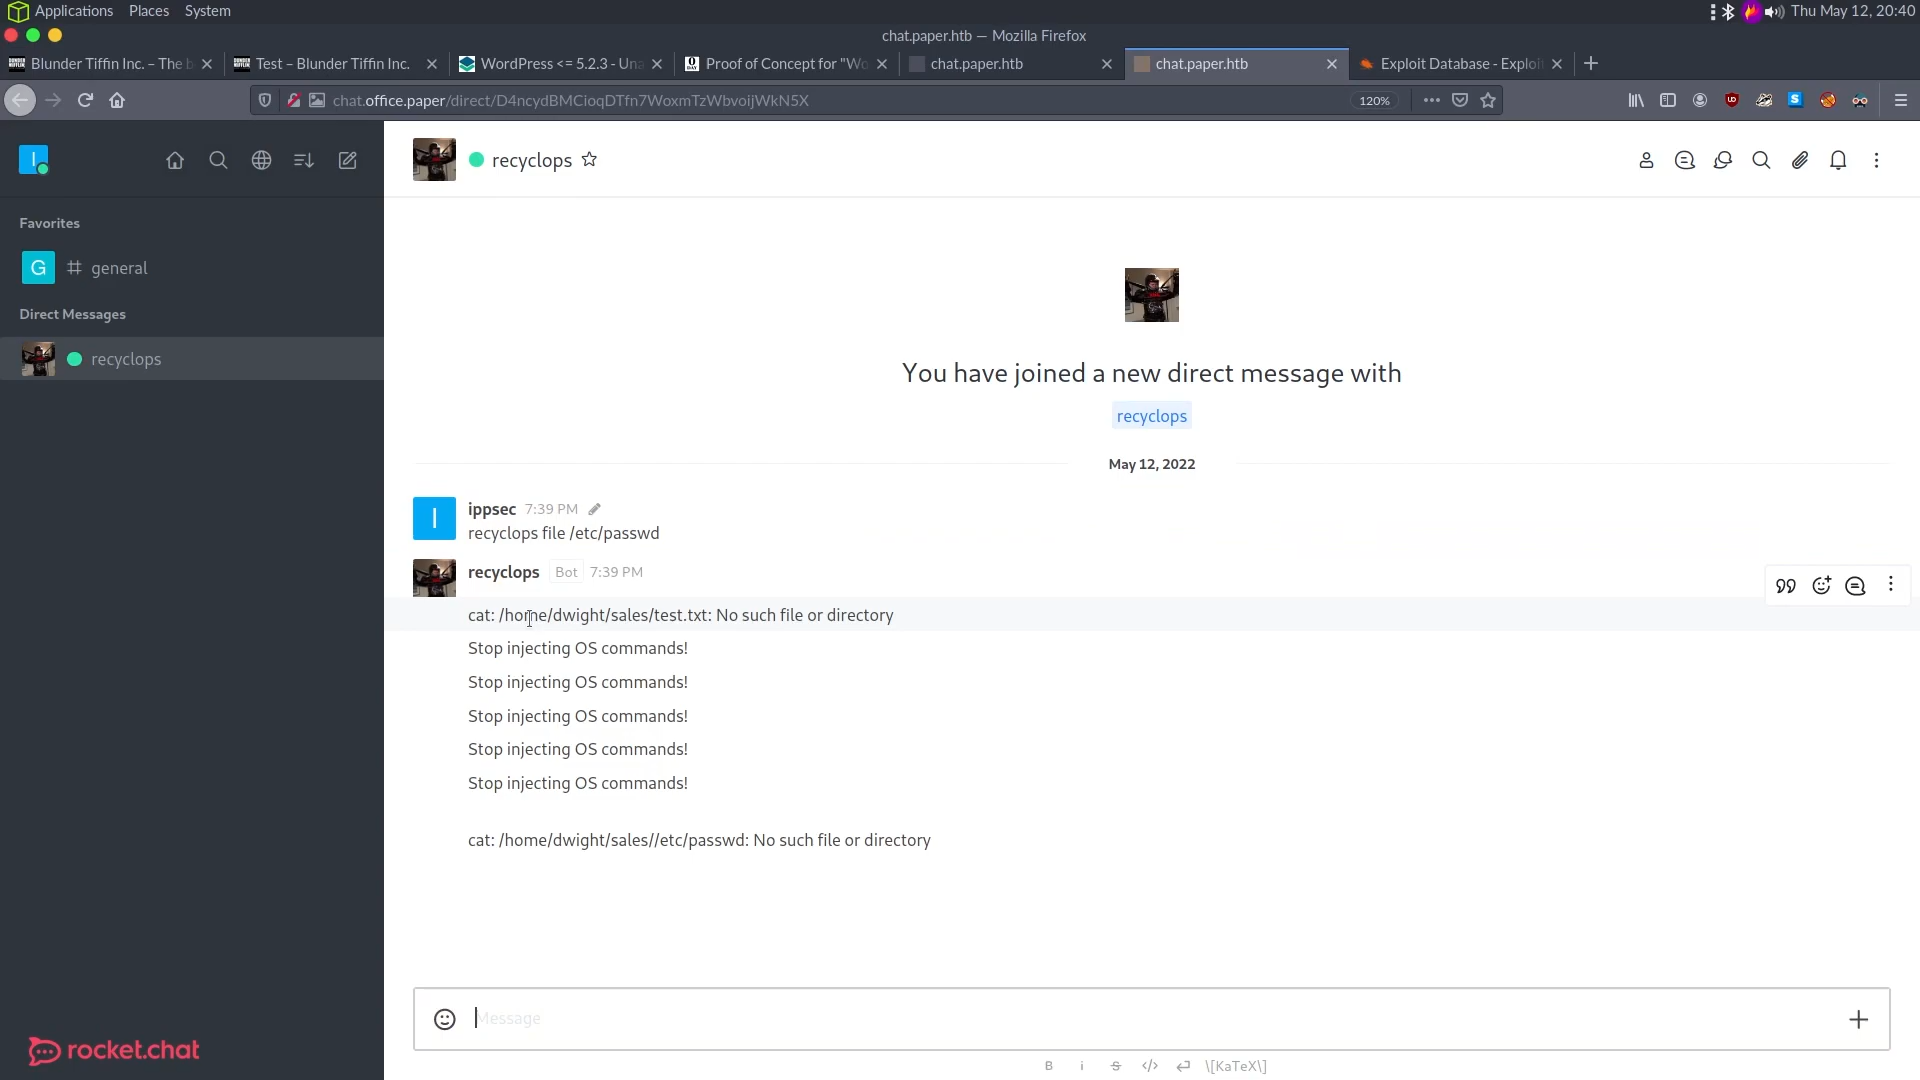 Applications Places System
Thu May 12, 20:40
chat.paper.htb — Mozilla Firefox
Blunder Tiffin Inc. – The b
Test – Blunder Tiffin Inc.
WordPress <= 5.2.3 - Una
Proof of Concept for "Wo
chat.paper.htb
chat.paper.htb
Exploit Database - Exploi
chat.office.paper/direct/D4ncydBMCioqDTfn7WoxmTzWbvoijWkN5X
120%
I
recyclops
Favorites
G general
Direct Messages
recyclops
You have joined a new direct message with
recyclops
May 12, 2022
I
ippsec 7:39 PM
recyclops file /etc/passwd
recyclops Bot 7:39 PM
cat: /home/dwight/sales/test.txt: No such file or directory
Stop injecting OS commands!
Stop injecting OS commands!
Stop injecting OS commands!
Stop injecting OS commands!
Stop injecting OS commands!
cat: /home/dwight/sales//etc/passwd: No such file or directory
Message
rocket.chat
B i S </> \[KaTeX\]